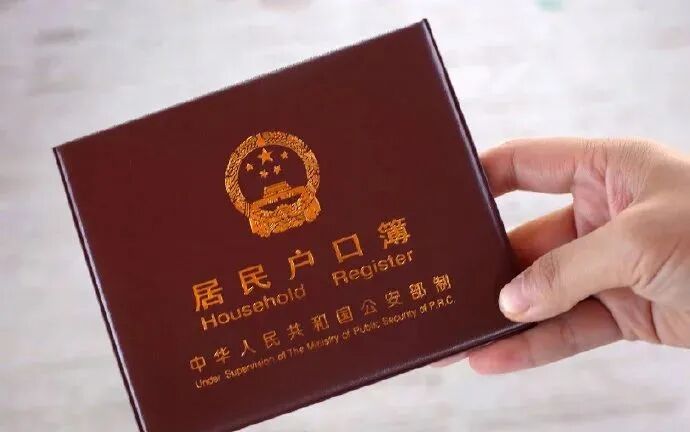 居民户口簿
Household Register
中华人民共和国公安部制
Under Supervision of The Ministry of Public Security of P.R.C.